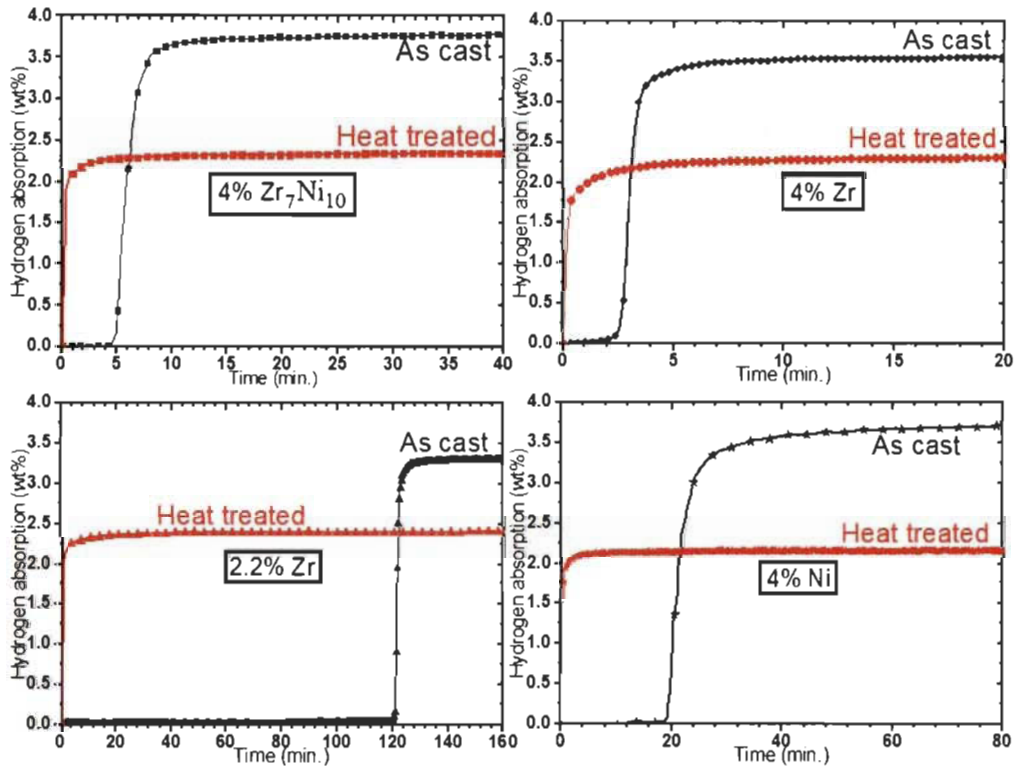 4.0
3.5
3.0
2.5
2.0
1.5
1.0
0.5
0.0
Hydrogen absorption (wt%)
As cast
Heat treated
4% Zr₇Ni₁₀
0 5 10 15 20 25 30 35 40
Time (min.)
4.0
3.5
3.0
2.5
2.0
1.5
1.0
0.5
0.0
Hydrogen absorption (wt%)
As cast
Heat treated
4% Zr
0 5 10 15 20
Time (min.)
4.0
3.5
3.0
2.5
2.0
1.5
1.0
0.5
0.0
Hydrogen absorption (wt%)
As cast
Heat treated
2.2% Zr
0 20 40 60 80 100 120 140 160
Time (min.)
4.0
3.5
3.0
2.5
2.0
1.5
1.0
0.5
0.0
Hydrogen absorption (wt%)
As cast
Heat treated
4% Ni
0 20 40 60 80
Time (min.)